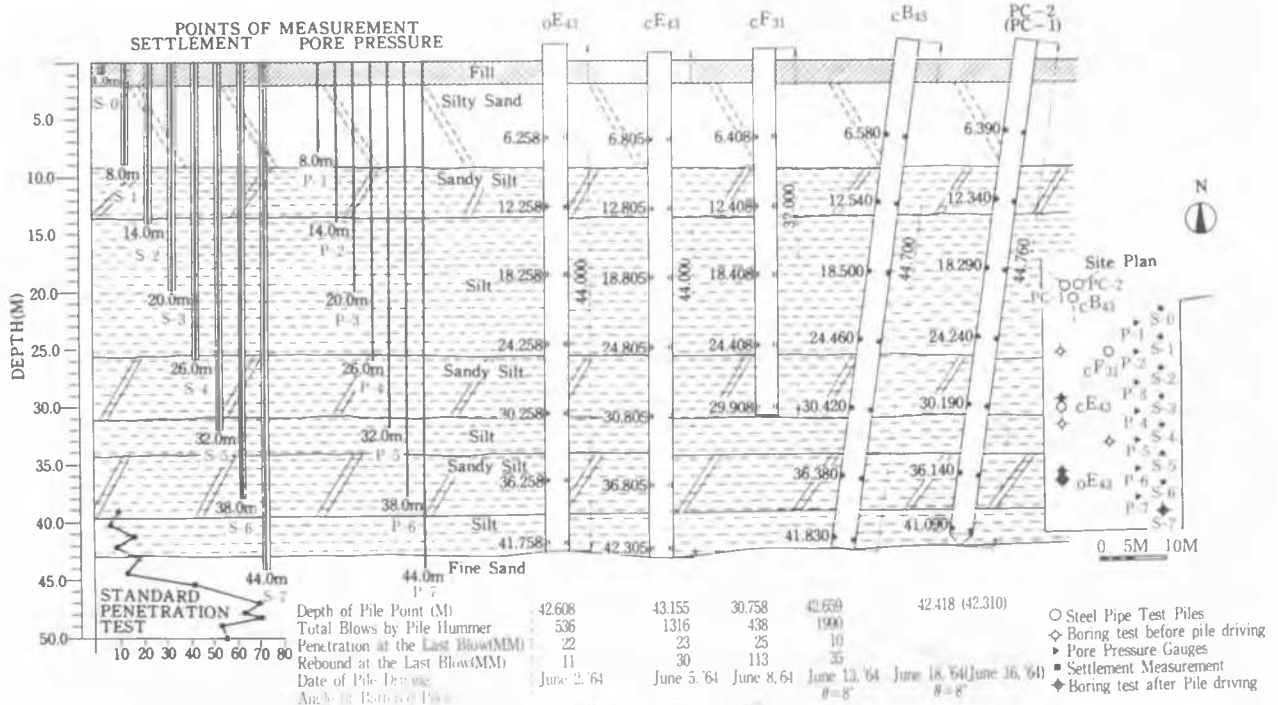 POINTS OF MEASUREMENT
SETTLEMENT PORE PRESSURE
oE43 cE43 cF31 cB43 PC-2
(PC-1)
DEPTH(M)
5.0
10.0
15.0
20.0
25.0
30.0
35.0
40.0
45.0
50.0
1.0m
S-0
8.0m
S-1
14.0m
S-2
20.0m
S-3
26.0m
S-4
32.0m
S-5
38.0m
S-6
44.0m
S-7
8.0m
P-1
14.0m
P-2
20.0m
P-3
26.0m
P-4
32.0m
P-5
38.0m
P-6
44.0m
P-7
Fill
Silty Sand
Sandy Silt
Silt
Sandy Silt
Silt
Sandy Silt
Silt
Fine Sand
6.258 6.805 6.408 6.580 6.390
12.258 12.805 12.408 12.540 12.340
18.258 18.805 18.408 18.500 18.290
24.258 24.408 24.460 24.240
30.258 30.805 29.908 30.420 30.190
36.258 36.805 36.380 36.140
41.758 42.305 41.830 41.090
44.000 44.000 32.000 44.700 44.760
STANDARD
PENETRATION
TEST
10 20 30 40 50 60 70 80
Depth of Pile Point (M) 42.608 43.155 30.758 42.659 42.418 (42.310)
Total Blows by Pile Hummer 536 1316 438 1900
Penetration at the Last Blow(MM) 22 23 25 10
Rebound at the Last Blow(MM) 11 30 113 35
Date of Pile June 2, '64 June 5, '64 June 8, 64 June 13, '64 June 18, '64(June 16, '64)
θ=8° θ=8°
N
Site Plan
PC-1 PC-2
cB43
S-0
P-1
S-1
cF31 P-2
S-2
P-3
cE43 S-3
P-4
S-4
P-5
S-5
oE43 P-6
S-6
P-7
S-7
0 5M 10M
Steel Pipe Test Piles
Boring test before pile driving
Pore Pressure Gauges
Settlement Measurement
Boring test after Pile driving